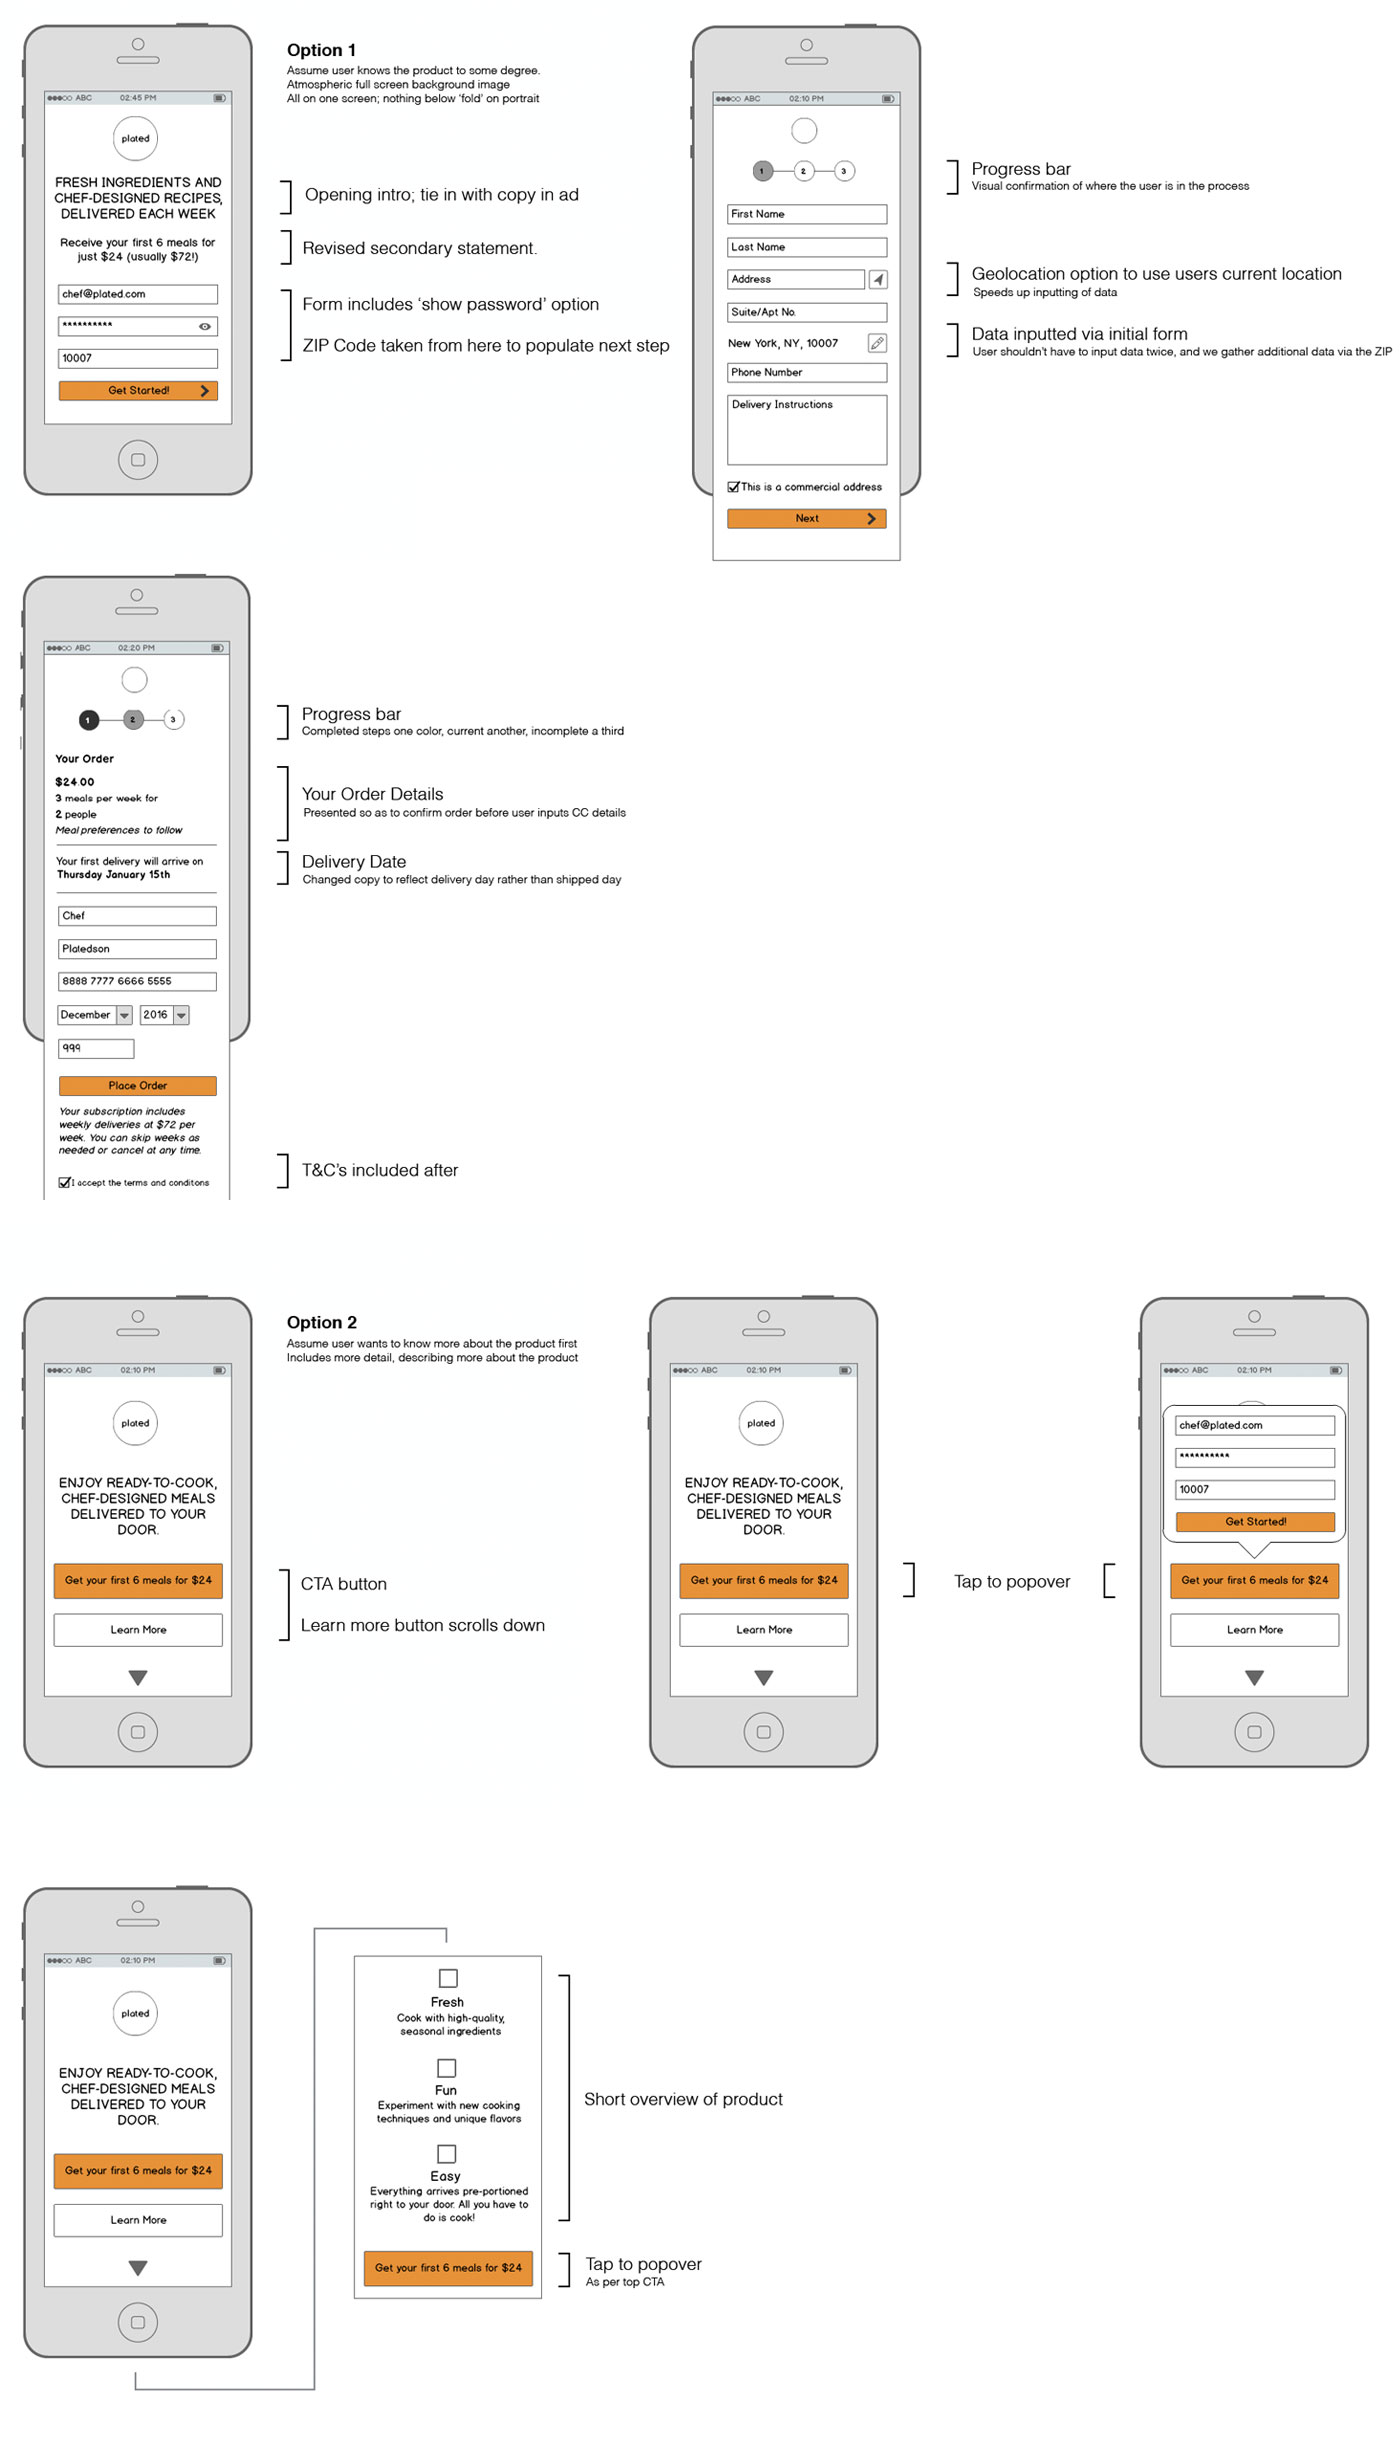 Option 1
Assume user knows the product to some degree.
Atmospheric full screen background image
All on one screen; nothing below 'fold' on portrait
ABC 02:45 PM
plated
FRESH INGREDIENTS AND
CHEF-DESIGNED RECIPES,
DELIVERED EACH WEEK
Receive your first 6 meals for
just $24 (usually $72!)
chef@plated.com
**********
10007
Get Started!
Opening intro; tie in with copy in ad
Revised secondary statement.
Form includes 'show password' option
ZIP Code taken from here to populate next step
ABC 02:10 PM
1 2 3
First Name
Last Name
Address
Suite/Apt No.
New York, NY, 10007
Phone Number
Delivery Instructions
This is a commercial address
Next
Progress bar
Visual confirmation of where the user is in the process
Geolocation option to use users current location
Speeds up inputting of data
Data inputted via initial form
User shouldn't have to input data twice, and we gather additional data via the ZIP
ABC 02:20 PM
1 2 3
Your Order
$24.00
3 meals per week for
2 people
Meal preferences to follow
Your first delivery will arrive on
Thursday January 15th
Chef
Platedson
8888 7777 6666 5555
December 2016
999
Place Order
Your subscription includes
weekly deliveries at $72 per
week. You can skip weeks as
needed or cancel at any time.
I accept the terms and conditons
Progress bar
Completed steps one color, current another, incomplete a third
Your Order Details
Presented so as to confirm order before user inputs CC details
Delivery Date
Changed copy to reflect delivery day rather than shipped day
T&C's included after
Option 2
Assume user wants to know more about the product first
Includes more detail, describing more about the product
ABC 02:10 PM
plated
ENJOY READY-TO-COOK,
CHEF-DESIGNED MEALS
DELIVERED TO YOUR
DOOR.
Get your first 6 meals for $24
Learn More
CTA button
Learn more button scrolls down
ABC 02:10 PM
plated
ENJOY READY-TO-COOK,
CHEF-DESIGNED MEALS
DELIVERED TO YOUR
DOOR.
Get your first 6 meals for $24
Learn More
Tap to popover
ABC 02:10 PM
chef@plated.com
**********
10007
Get Started!
Get your first 6 meals for $24
Learn More
ABC 02:10 PM
plated
ENJOY READY-TO-COOK,
CHEF-DESIGNED MEALS
DELIVERED TO YOUR
DOOR.
Get your first 6 meals for $24
Learn More
Fresh
Cook with high-quality,
seasonal ingredients
Fun
Experiment with new cooking
techniques and unique flavors
Easy
Everything arrives pre-portioned
right to your door. All you have to
do is cook!
Get your first 6 meals for $24
Short overview of product
Tap to popover
As per top CTA